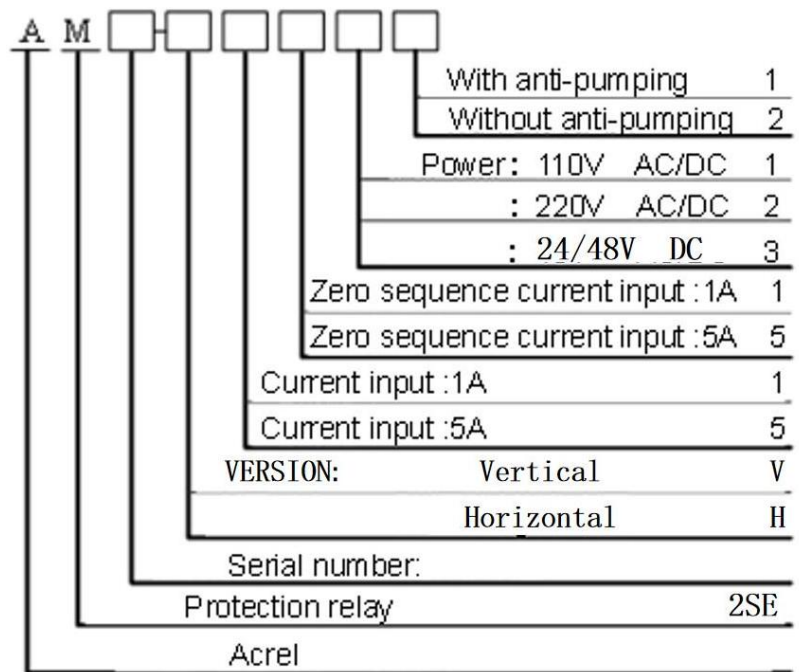 A M□-□□□□□
With anti-pumping 1
Without anti-pumping 2
Power: 110V AC/DC 1
: 220V AC/DC 2
: 24/48V DC 3
Zero sequence current input :1A 1
Zero sequence current input :5A 5
Current input :1A 1
Current input :5A 5
VERSION: Vertical V
Horizontal H
Serial number:
Protection relay 2SE
Acrel